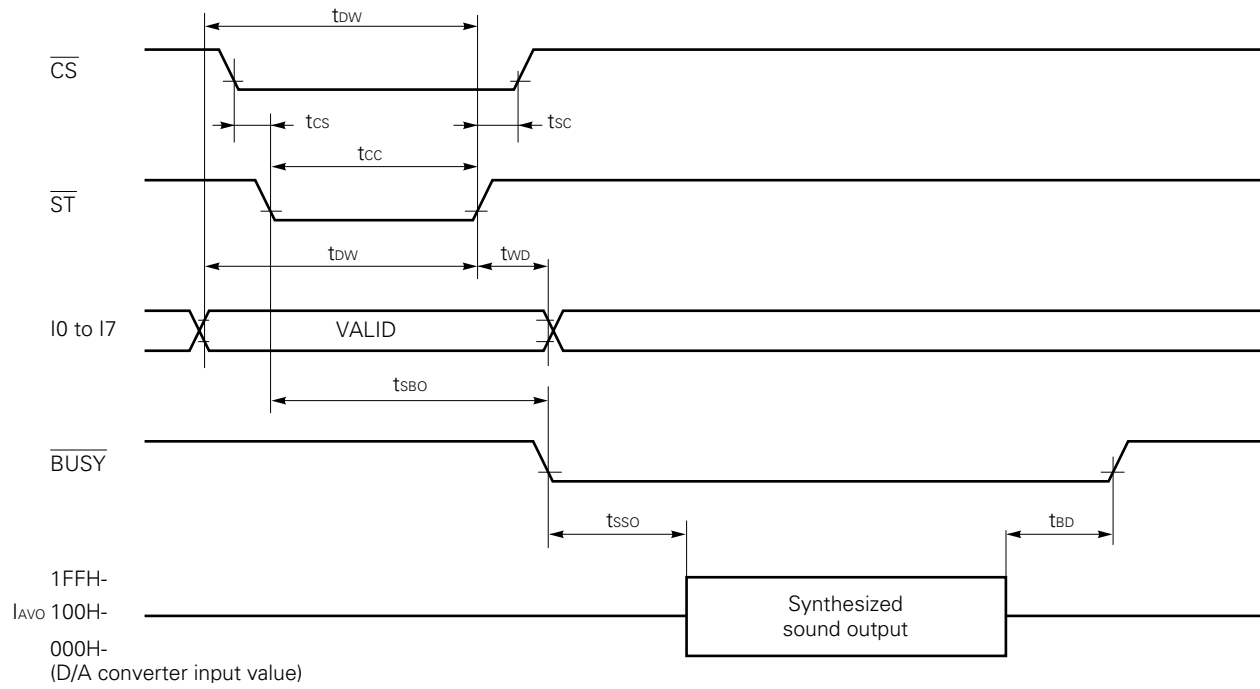 tDW
CS
tCS
tSC
tCC
ST
tDW
tWD
I0 to I7
VALID
tSBO
BUSY
tSSO
tBD
1FFH-
IAVO 100H-
000H-
(D/A converter input value)
Synthesized
sound output